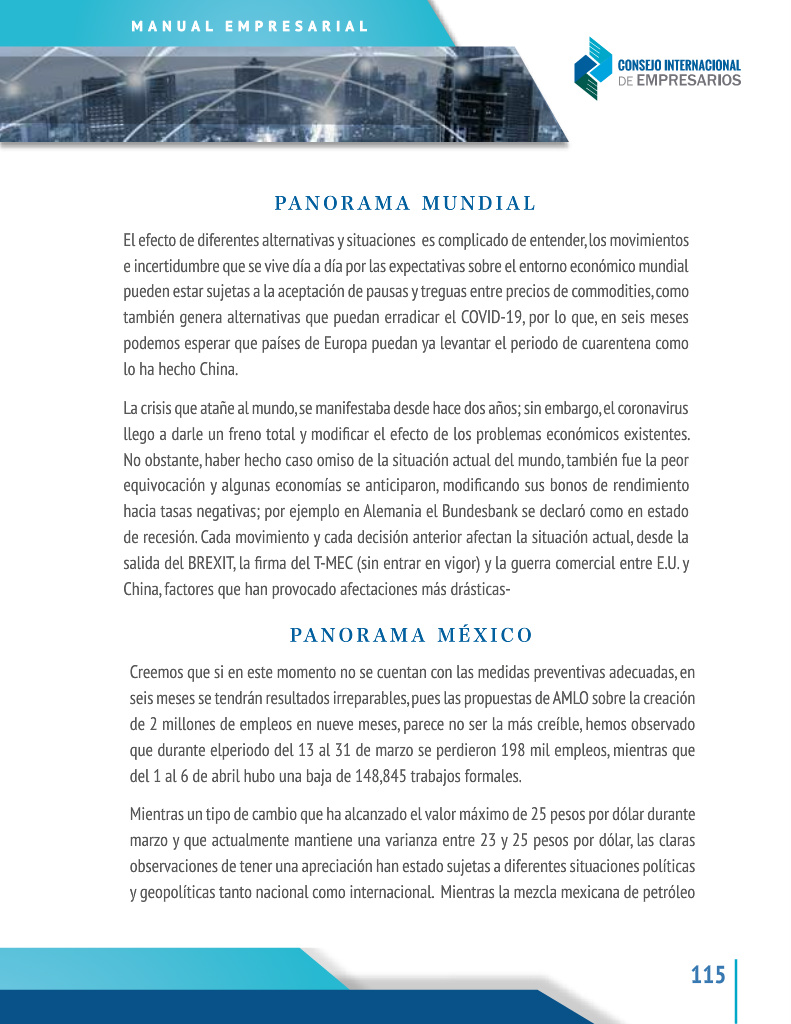 MANUAL EMPRESARIAL
CONSEJO INTERNACIONAL
DE EMPRESARIOS
PANORAMA MUNDIAL
El efecto de diferentes alternativas y situaciones es complicado de entender, los movimientos
e incertidumbre que se vive día a día por las expectativas sobre el entorno económico mundial
pueden estar sujetas a la aceptación de pausas y treguas entre precios de commodities, como
también genera alternativas que puedan erradicar el COVID-19, por lo que, en seis meses
podemos esperar que países de Europa puedan ya levantar el periodo de cuarentena como
lo ha hecho China.
La crisis que atañe al mundo, se manifestaba desde hace dos años; sin embargo, el coronavirus
llego a darle un freno total y modificar el efecto de los problemas económicos existentes.
No obstante, haber hecho caso omiso de la situación actual del mundo, también fue la peor
equivocación y algunas economías se anticiparon, modificando sus bonos de rendimiento
hacia tasas negativas; por ejemplo en Alemania el Bundesbank se declaró como en estado
de recesión. Cada movimiento y cada decisión anterior afectan la situación actual, desde la
salida del BREXIT, la firma del T-MEC (sin entrar en vigor) y la guerra comercial entre E.U. y
China, factores que han provocado afectaciones más drásticas-
PANORAMA MÉXICO
Creemos que si en este momento no se cuentan con las medidas preventivas adecuadas, en
seis meses se tendrán resultados irreparables, pues las propuestas de AMLO sobre la creación
de 2 millones de empleos en nueve meses, parece no ser la más creíble, hemos observado
que durante elperiodo del 13 al 31 de marzo se perdieron 198 mil empleos, mientras que
del 1 al 6 de abril hubo una baja de 148,845 trabajos formales.
Mientras un tipo de cambio que ha alcanzado el valor máximo de 25 pesos por dólar durante
marzo y que actualmente mantiene una varianza entre 23 y 25 pesos por dólar, las claras
observaciones de tener una apreciación han estado sujetas a diferentes situaciones políticas
y geopolíticas tanto nacional como internacional. Mientras la mezcla mexicana de petróleo
115